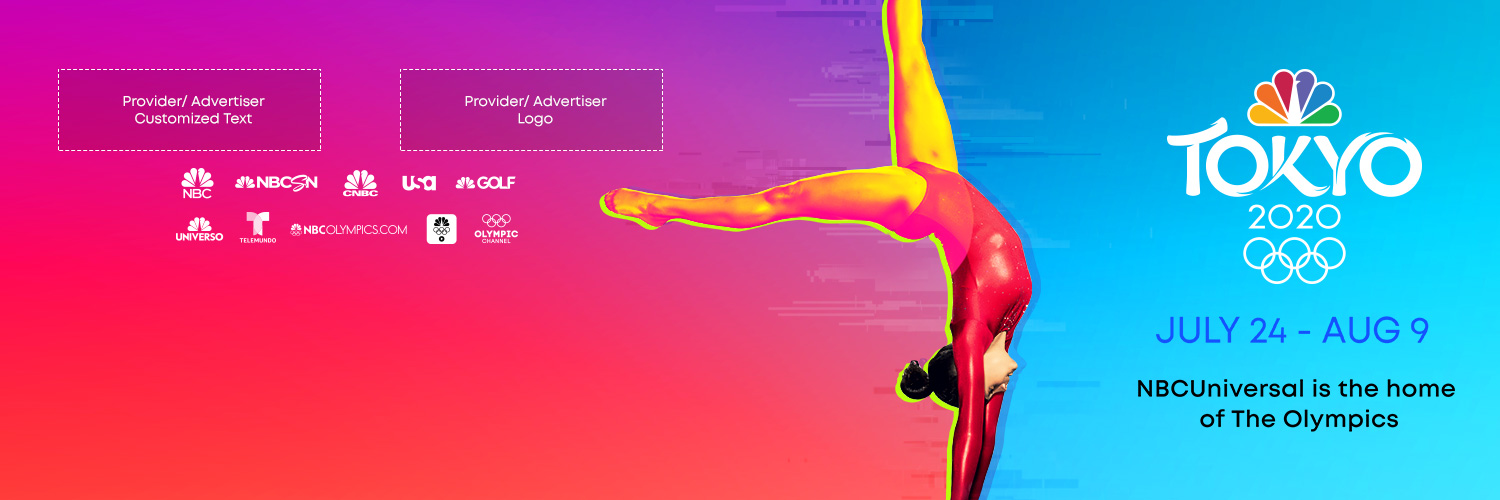 Provider/ Advertiser
Customized Text
Provider/ Advertiser
Logo
NBC
NBCSN
CNBC
USA
GOLF
UNIVERSO
TELEMUNDO
NBCOLYMPICS.COM
OLYMPIC
CHANNEL
TOKYO
2020
JULY 24 - AUG 9
NBCUniversal is the home
of The Olympics